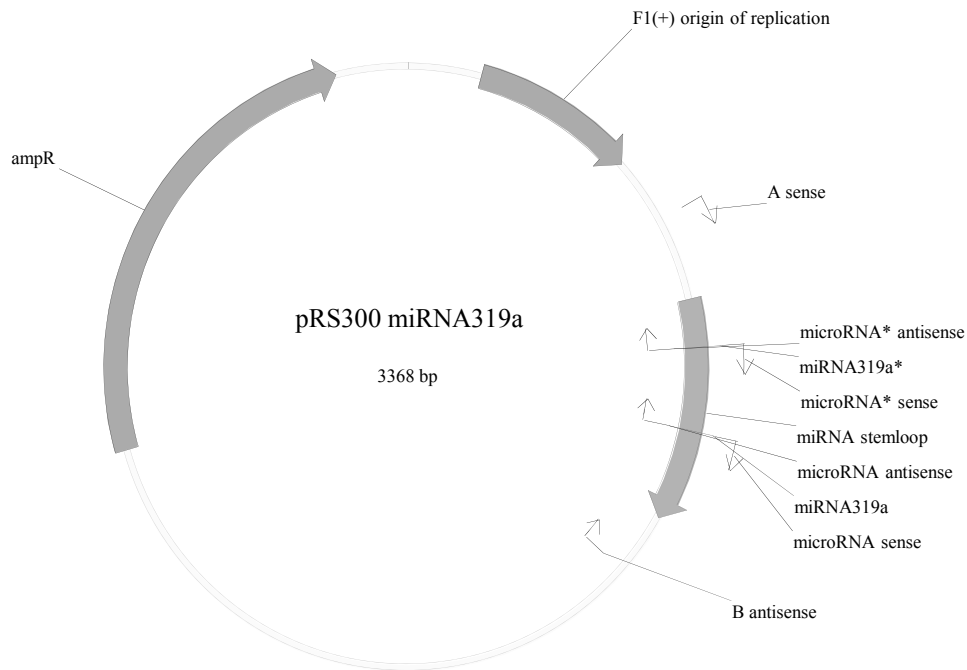 F1(+) origin of replication
ampR
A sense
pRS300 miRNA319a
3368 bp
microRNA* antisense
miRNA319a*
microRNA* sense
miRNA stemloop
microRNA antisense
miRNA319a
microRNA sense
B antisense